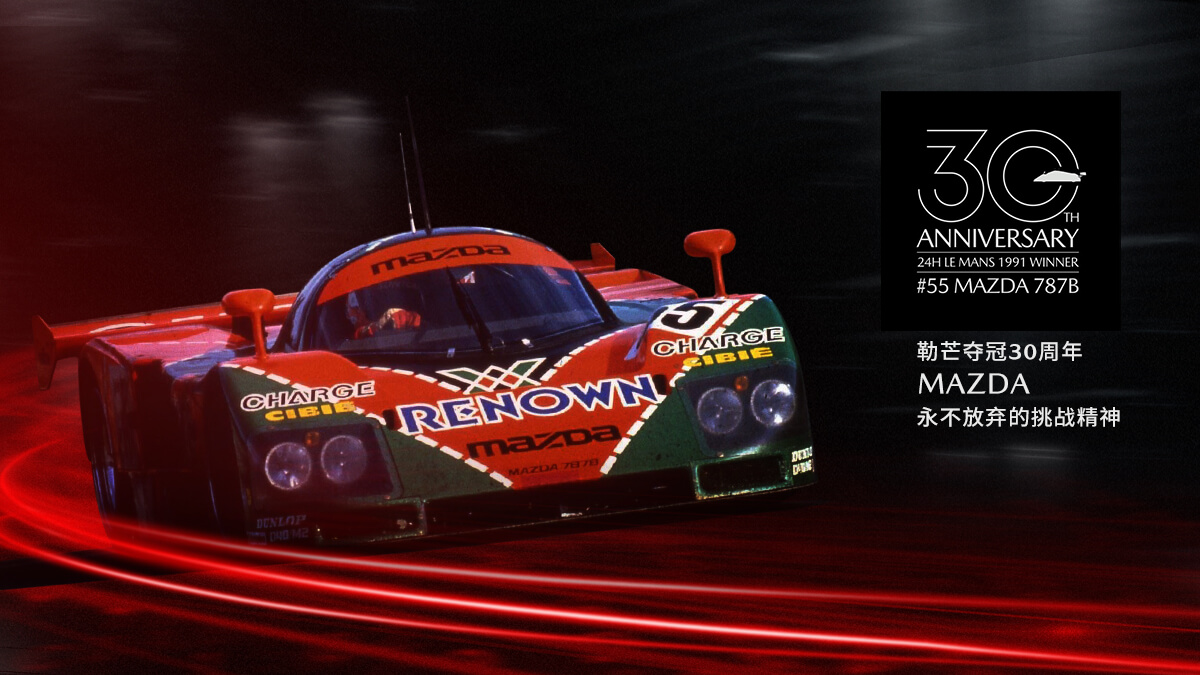 mazda
5
CHARGE
CIBIE
CHARGE
CIBIE
RENOWN
mazda
MAZDA 787B
DUNLOP
30TH
ANNIVERSARY
24H LE MANS 1991 WINNER
#55 MAZDA 787B
勒芒夺冠30周年
MAZDA
永不放弃的挑战精神